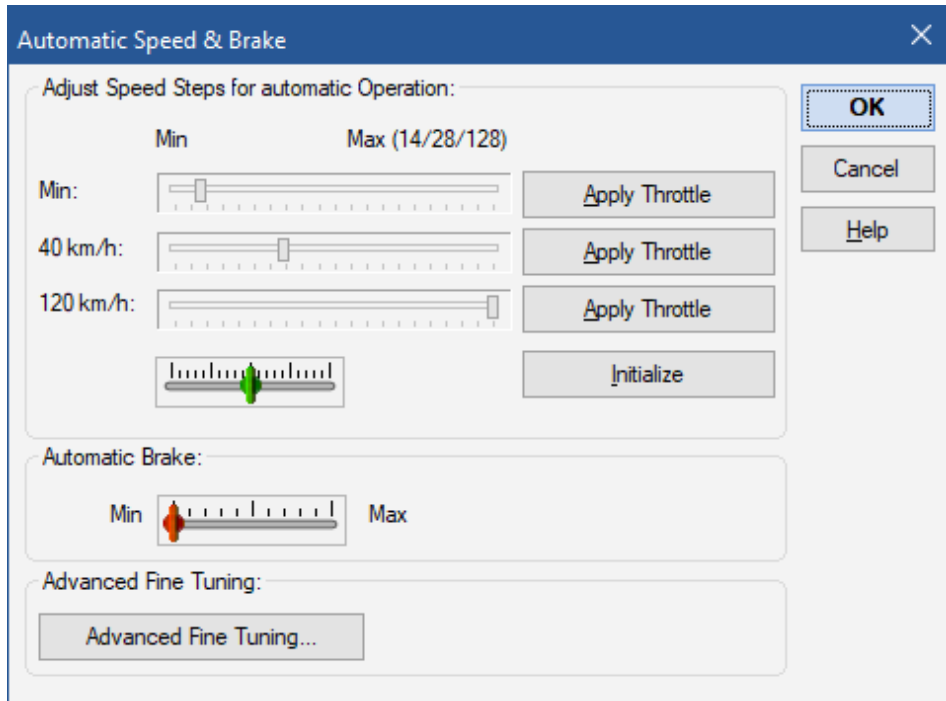 Automatic Speed & Brake
Adjust Speed Steps for automatic Operation:
OK
Min Max (14/28/128)
Cancel
Min: Apply Throttle
Help
40 km/h: Apply Throttle
120 km/h: Apply Throttle
Initialize
Automatic Brake:
Min Max
Advanced Fine Tuning:
Advanced Fine Tuning...